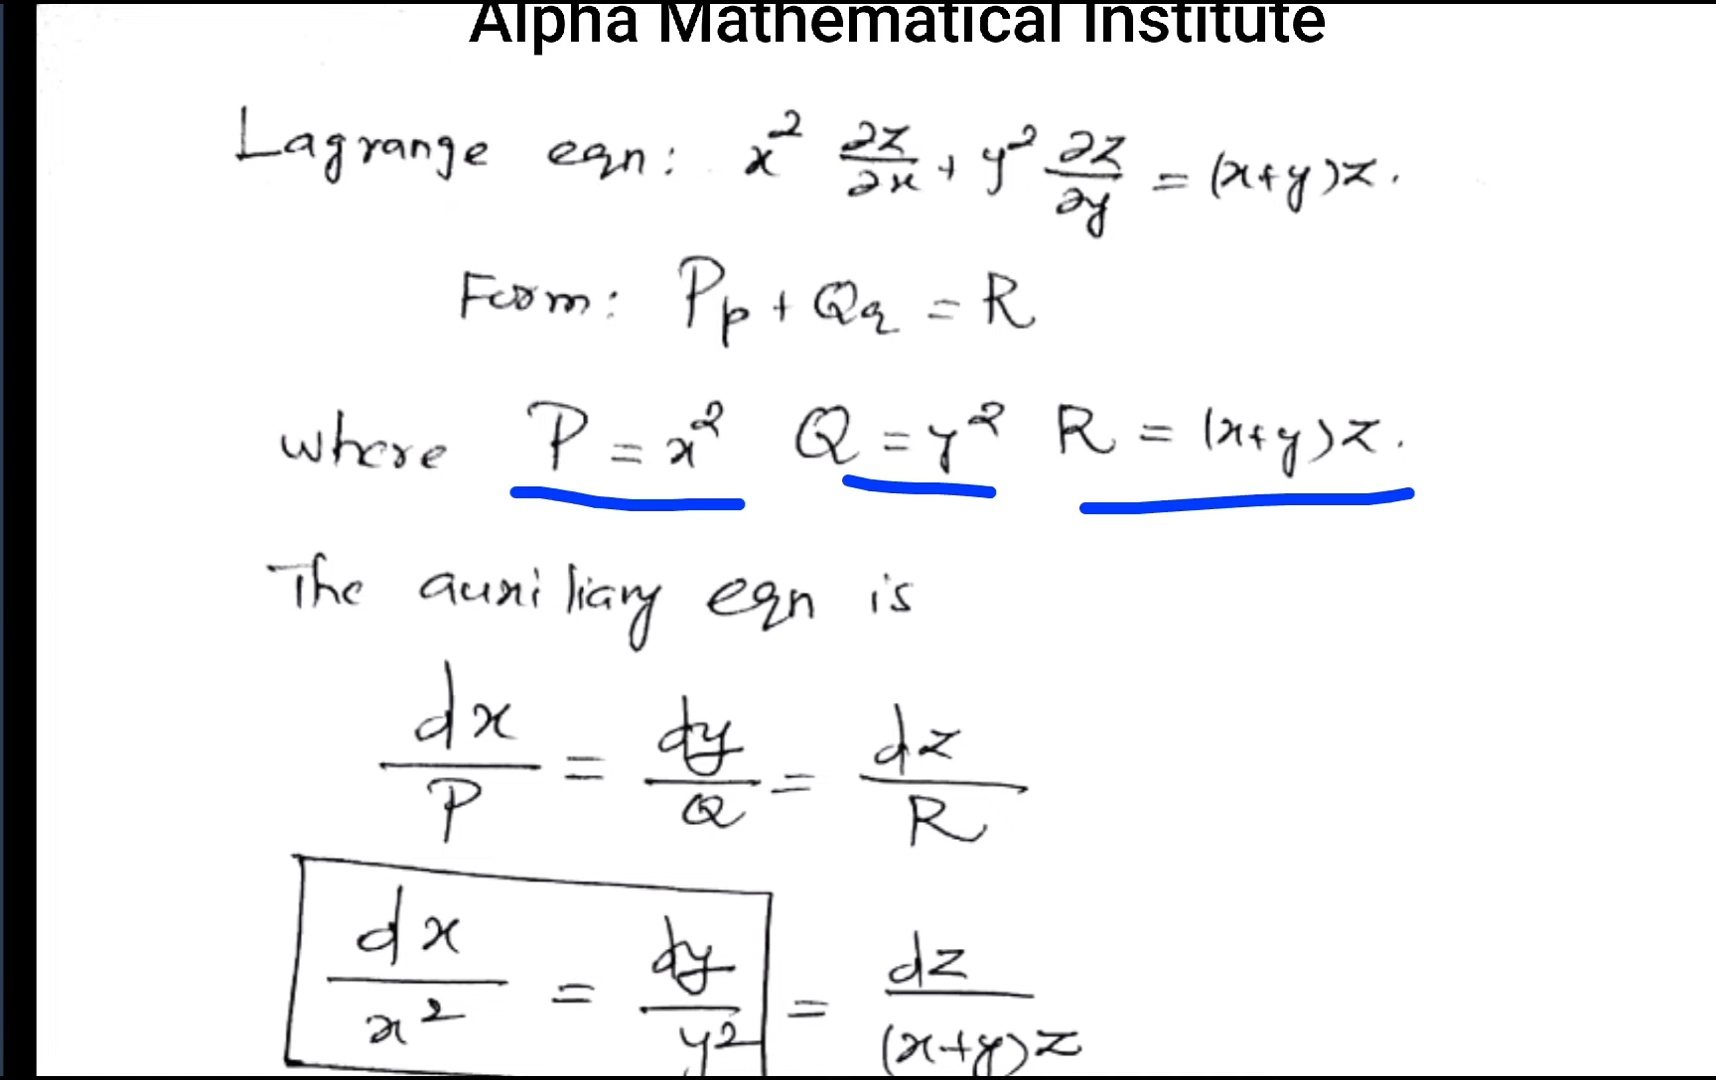 Alpha Mathematical Institute
Lagrange eqn: x² ∂z/∂x + y² ∂z/∂y = (x+y)z.
Form: Pp + Qq = R
where P = x² Q = y² R = (x+y)z.
The auxiliary eqn is
dx/P = dy/Q = dz/R
dx/x² = dy/y² = dz/(x+y)z